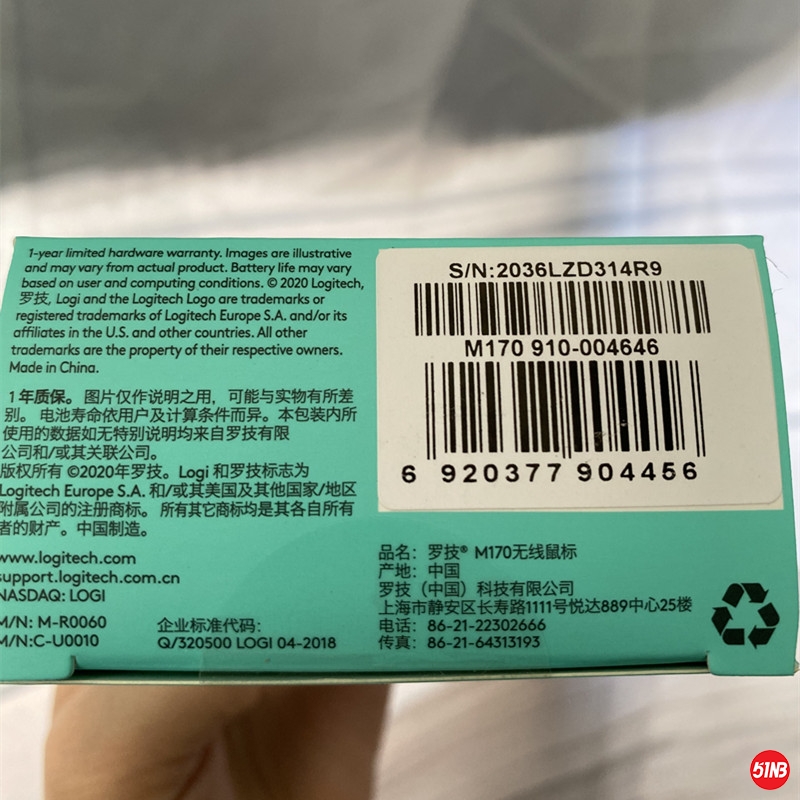 1-year limited hardware warranty. Images are illustrative
and may vary from actual product. Battery life may vary
based on user and computing conditions. © 2020 Logitech,
罗技, Logi and the Logitech Logo are trademarks or
registered trademarks of Logitech Europe S.A. and/or its
affiliates in the U.S. and other countries. All other
trademarks are the property of their respective owners.
Made in China.
1年质保。图片仅作说明之用，可能与实物有所差
别。电池寿命依用户及计算条件而异。本包装内所
使用的数据如无特别说明均来自罗技有限
公司和/或其关联公司。
版权所有 ©2020年罗技。Logi 和罗技标志为
Logitech Europe S.A. 和/或其美国及其他国家/地区
附属公司的注册商标。所有其它商标均是其各自所有
者的财产。中国制造。
www.logitech.com
support.logitech.com.cn
NASDAQ: LOGI
M/N: M-R0060
M/N:C-U0010
企业标准代码：
Q/320500 LOGI 04-2018
S/N:2036LZD314R9
M170 910-004646
6 920377 904456
品名：罗技® M170无线鼠标
产地：中国
罗技（中国）科技有限公司
上海市静安区长寿路1111号悦达889中心25楼
电话：86-21-22302666
传真：86-21-64313193
51NB